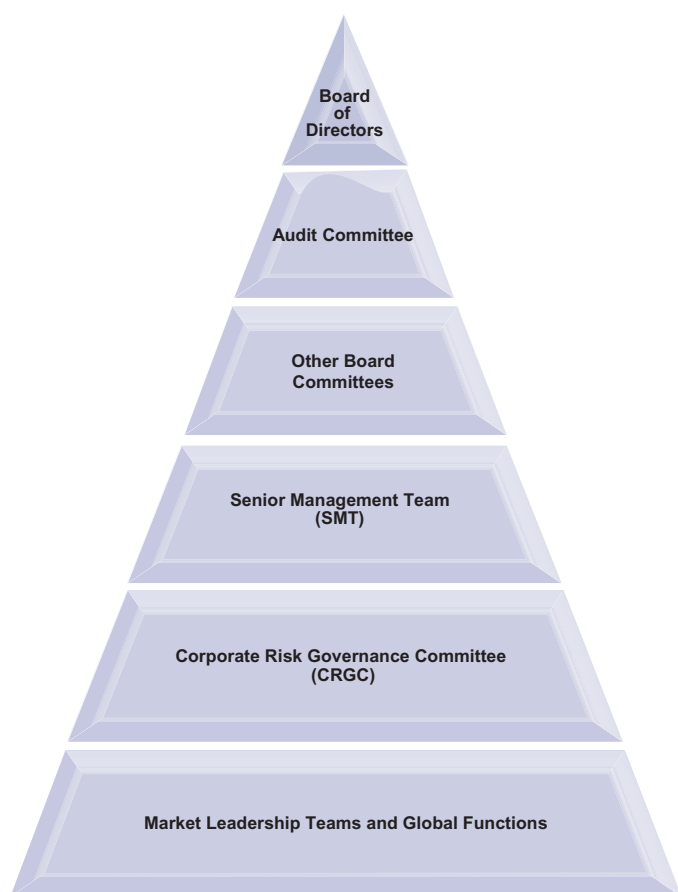 Board
of
Directors
Audit Committee
Other Board
Committees
Senior Management Team
(SMT)
Corporate Risk Governance Committee
(CRGC)
Market Leadership Teams and Global Functions